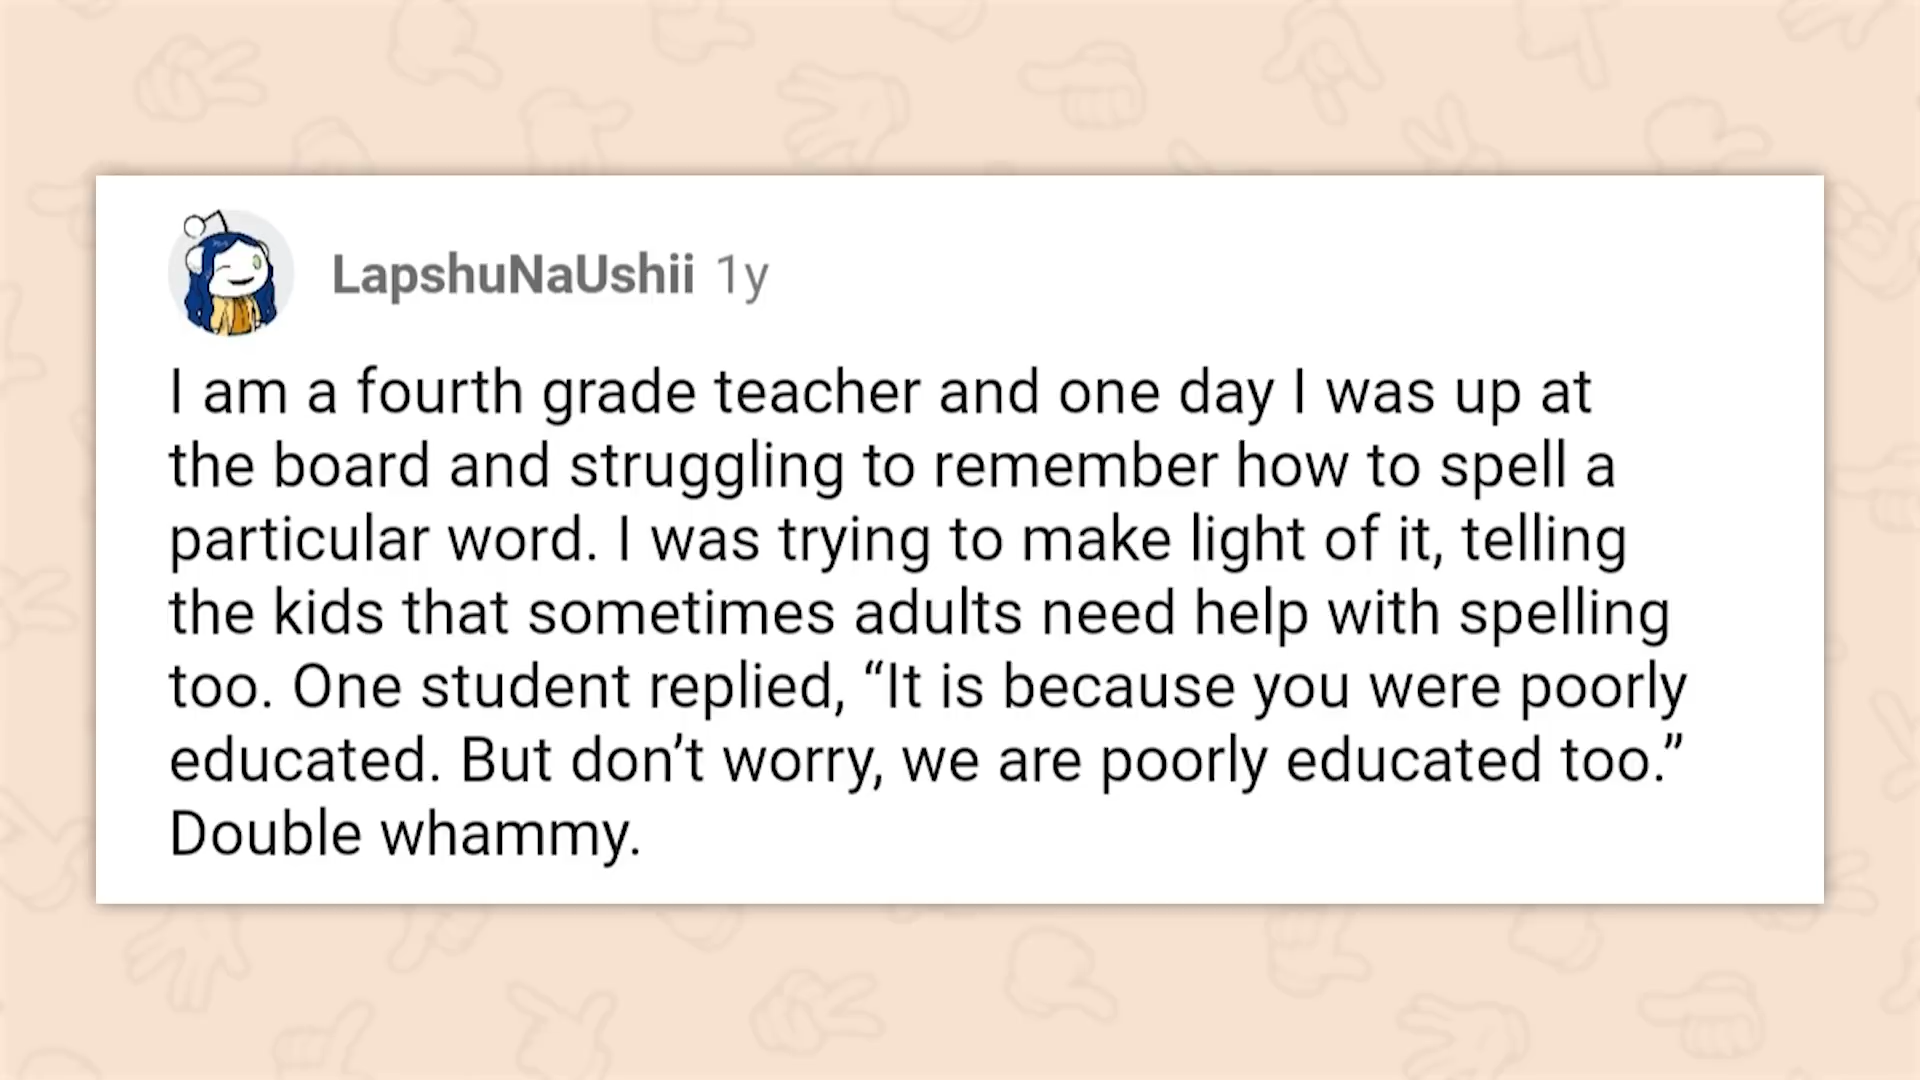 LapshuNaUshii 1y
I am a fourth grade teacher and one day I was up at
the board and struggling to remember how to spell a
particular word. I was trying to make light of it, telling
the kids that sometimes adults need help with spelling
too. One student replied, “It is because you were poorly
educated. But don’t worry, we are poorly educated too.”
Double whammy.